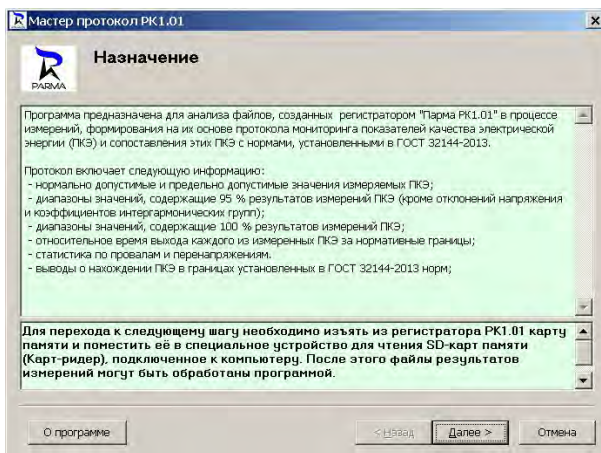 Мастер протокол РК1.01
PARMA
Назначение
Программа предназначена для анализа файлов, созданных регистратором "Парма РК1.01" в процессе
измерений, формирования на их основе протокола мониторинга показателей качества электрической
энергии (ПКЭ) и сопоставления этих ПКЭ с нормами, установленными в ГОСТ 32144-2013.
Протокол включает следующую информацию:
- нормально допустимые и предельно допустимые значения измеряемых ПКЭ;
- диапазоны значений, содержащие 95 % результатов измерений ПКЭ (кроме отклонений напряжения
и коэффициентов интергармонических групп);
- диапазоны значений, содержащие 100 % результатов измерений ПКЭ;
- относительное время выхода каждого из измеренных ПКЭ за нормативные границы;
- статистика по провалам и перенапряжениям.
- выводы о нахождении ПКЭ в границах установленных в ГОСТ 32144-2013 норм;
Для перехода к следующему шагу необходимо изъять из регистратора РК1.01 карту
памяти и поместить её в специальное устройство для чтения SD-карт памяти
(Карт-ридер), подключенное к компьютеру. После этого файлы результатов
измерений могут быть обработаны программой.
О программе
< Назад
Далее >
Отмена